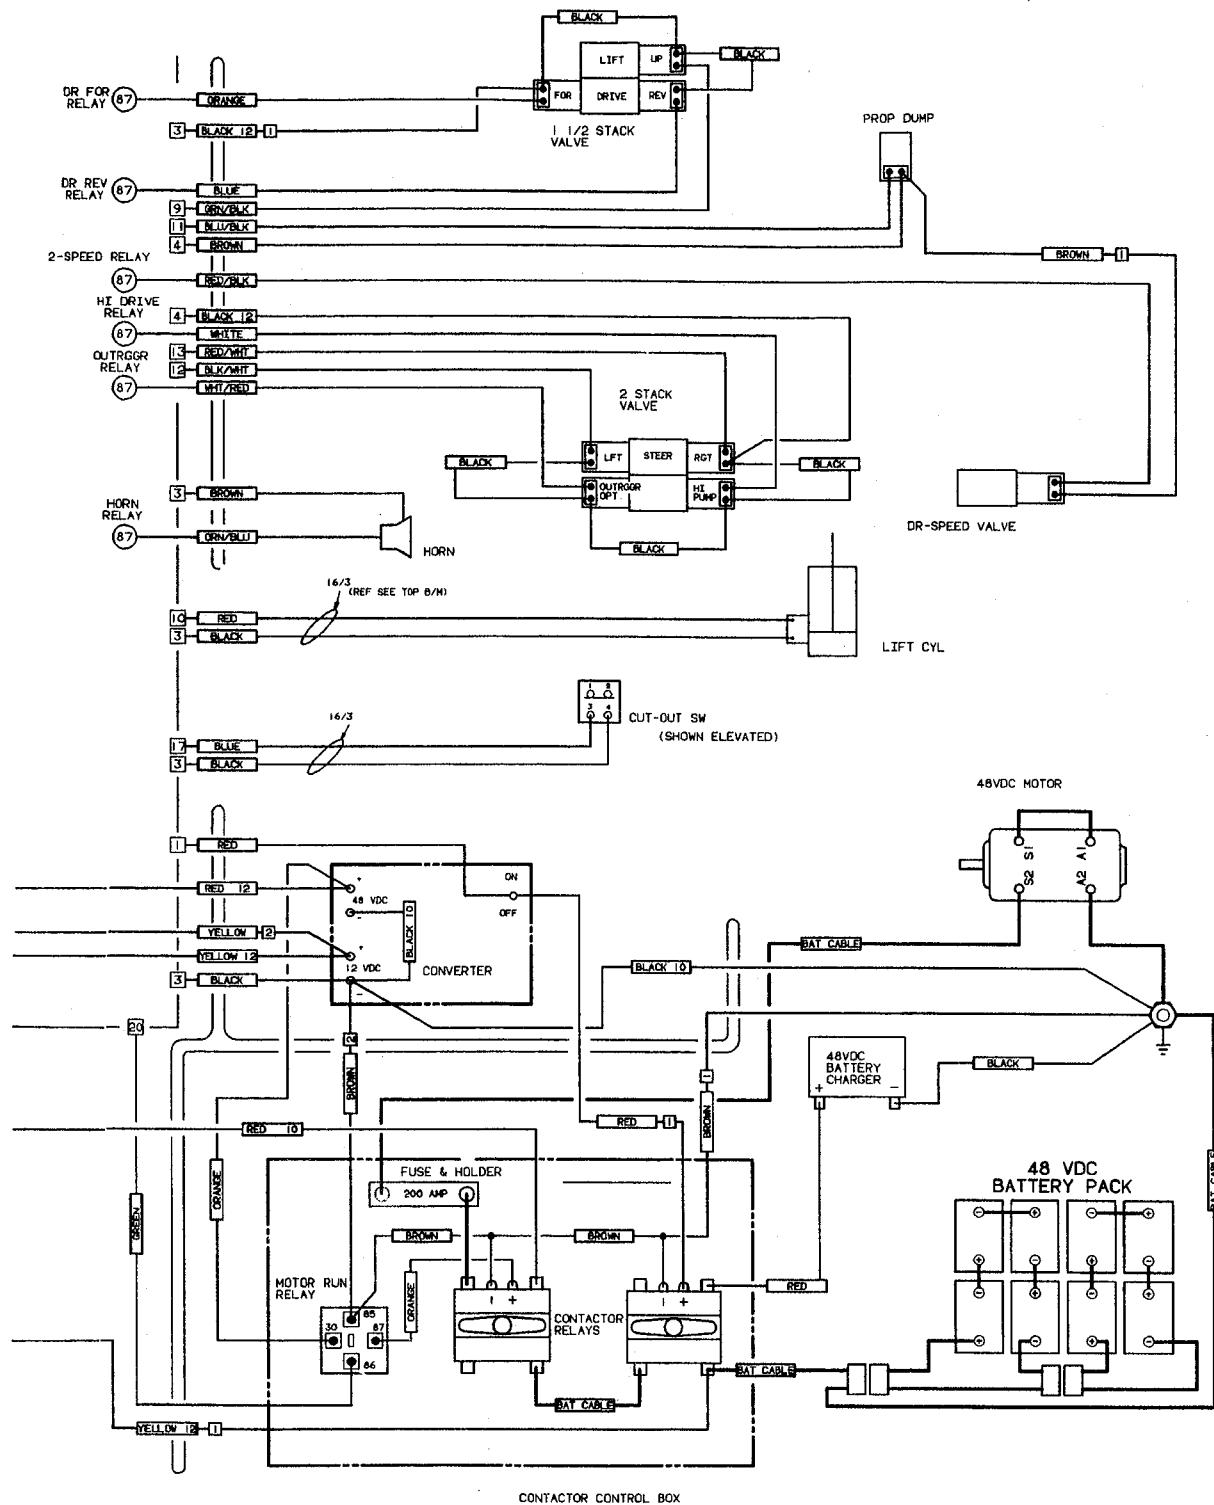 BLACK
LIFT
UP
BLACK
DR FOR
RELAY
87
ORANGE
FOR
DRIVE
REV
3
BLACK 12
1
1 1/2 STACK
VALVE
PROP DUMP
DR REV
RELAY
87
BLUE
9
ORN/BLK
11
BLU/BLK
4
BROWN
2-SPEED RELAY
BROWN
1
87
RED/BLK
HI DRIVE
RELAY
4
BLACK 12
87
WHITE
13
RED/WHT
OUTRGGR
RELAY
12
BLK/WHT
87
WHT/RED
2 STACK
VALVE
BLACK
LFT
STEER
RGT
BLACK
OUTRGGR
OPT
HI
PUMP
3
BROWN
HORN
RELAY
87
ORN/BLU
HORN
BLACK
DR-SPEED VALVE
16/3
(REF SEE TOP B/M)
10
RED
3
BLACK
LIFT CYL
1 2
3 4
16/3
CUT-OUT SW
(SHOWN ELEVATED)
17
BLUE
3
BLACK
48VDC MOTOR
1
RED
S1
A1
S2
A2
ON
OFF
RED 12
+
48 VDC
-
BLACK 10
YELLOW
2
YELLOW 12
+
12 VDC
-
CONVERTER
BAT CABLE
BLACK 10
3
BLACK
20
BROWN
48VDC
BATTERY
CHARGER
+ -
BLACK
1
BROWN
RED 10
RED
1
ORANGE
GREEN
FUSE & HOLDER
200 AMP
48 VDC
BATTERY PACK
BAT CABLE
BROWN
BROWN
MOTOR RUN
RELAY
ORANGE
- +
- +
RED
CONTACTOR
RELAYS
85
30
87
86
BAT CABLE
BAT CABLE
YELLOW 12
1
CONTACTOR CONTROL BOX